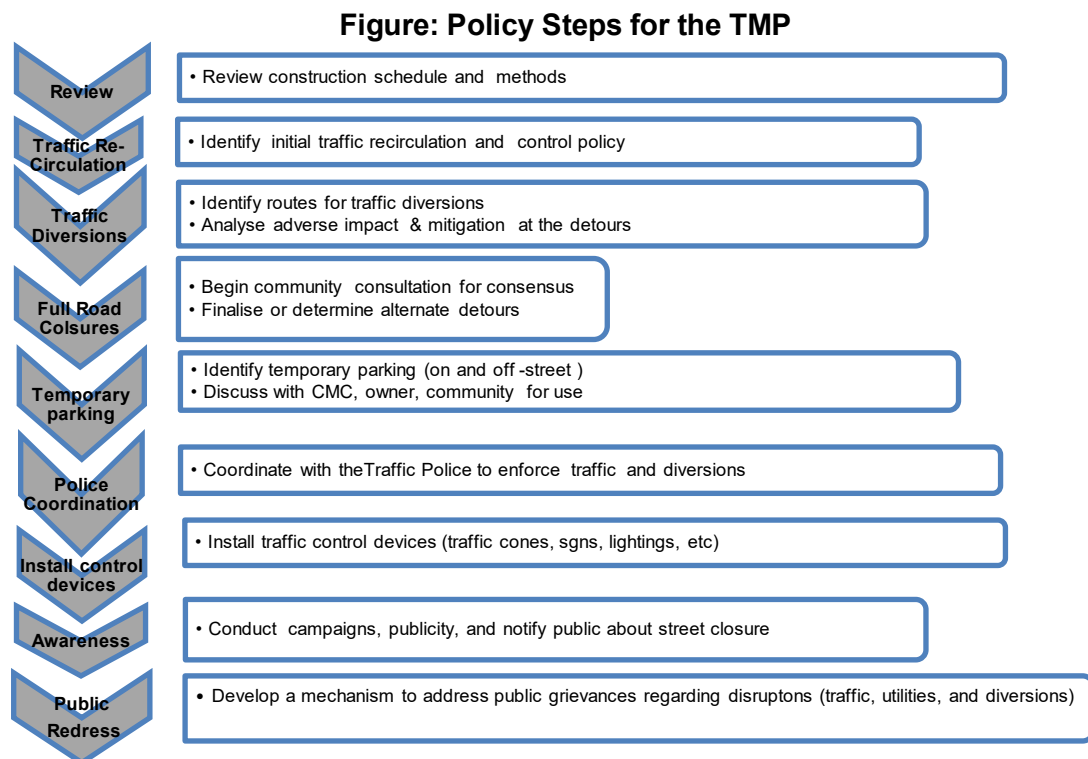 Figure: Policy Steps for the TMP
Review
• Review construction schedule and methods
Traffic Re-
Circulation
• Identify initial traffic recirculation and control policy
Traffic
Diversions
• Identify routes for traffic diversions
• Analyse adverse impact & mitigation at the detours
Full Road
Colsures
• Begin community consultation for consensus
• Finalise or determine alternate detours
Temporary
parking
• Identify temporary parking (on and off -street )
• Discuss with CMC, owner, community for use
Police
Coordination
• Coordinate with theTraffic Police to enforce traffic and diversions
Install control
devices
• Install traffic control devices (traffic cones, sgns, lightings, etc)
Awareness
• Conduct campaigns, publicity, and notify public about street closure
Public
Redress
• Develop a mechanism to address public grievances regarding disruptons (traffic, utilities, and diversions)